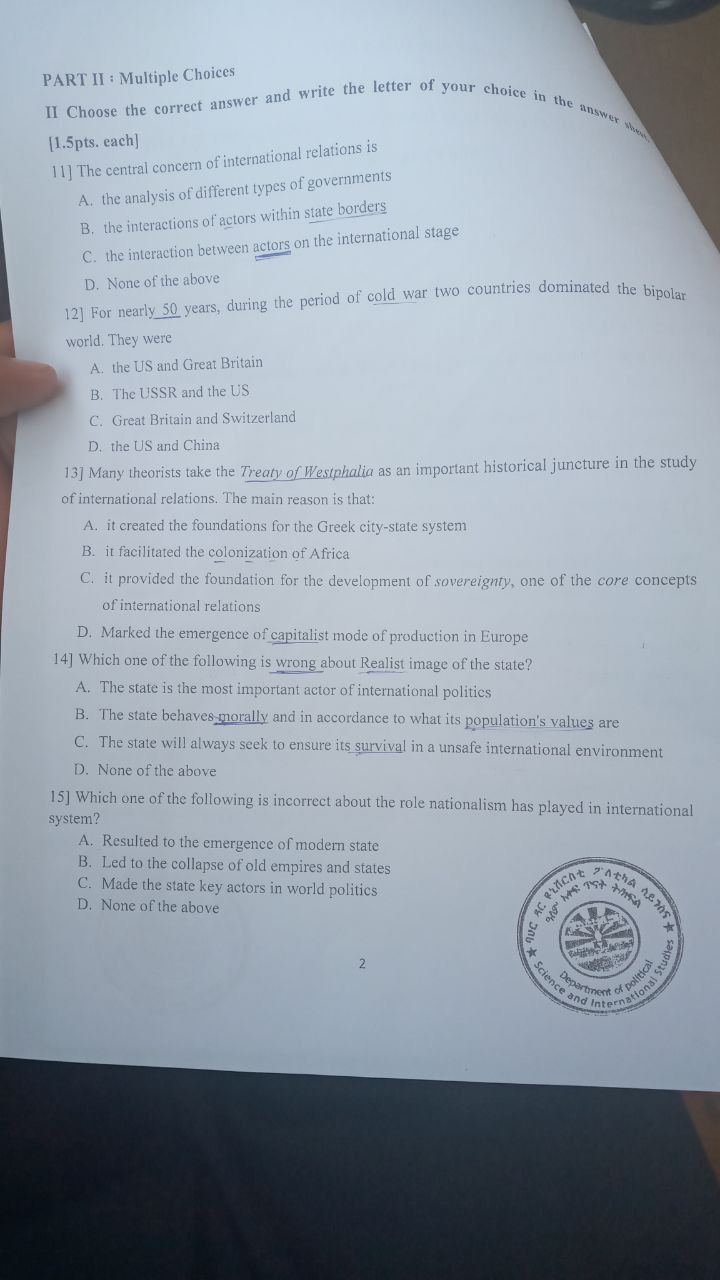 PART II : Multiple Choices
II Choose the correct answer and write the letter of your choice in the answer sheet.
[1.5pts. each]
11] The central concern of international relations is
A. the analysis of different types of governments
B. the interactions of actors within state borders
C. the interaction between actors on the international stage
D. None of the above
12] For nearly 50 years, during the period of cold war two countries dominated the bipolar
world. They were
A. the US and Great Britain
B. The USSR and the US
C. Great Britain and Switzerland
D. the US and China
13] Many theorists take the Treaty of Westphalia as an important historical juncture in the study
of international relations. The main reason is that:
A. it created the foundations for the Greek city-state system
B. it facilitated the colonization of Africa
C. it provided the foundation for the development of sovereignty, one of the core concepts
of international relations
D. Marked the emergence of capitalist mode of production in Europe
14] Which one of the following is wrong about Realist image of the state?
A. The state is the most important actor of international politics
B. The state behaves morally and in accordance to what its population's values are
C. The state will always seek to ensure its survival in a unsafe international environment
D. None of the above
15] Which one of the following is incorrect about the role nationalism has played in international
system?
A. Resulted to the emergence of modern state
B. Led to the collapse of old empires and states
C. Made the state key actors in world politics
D. None of the above
2
Department of political
Science and International Studies